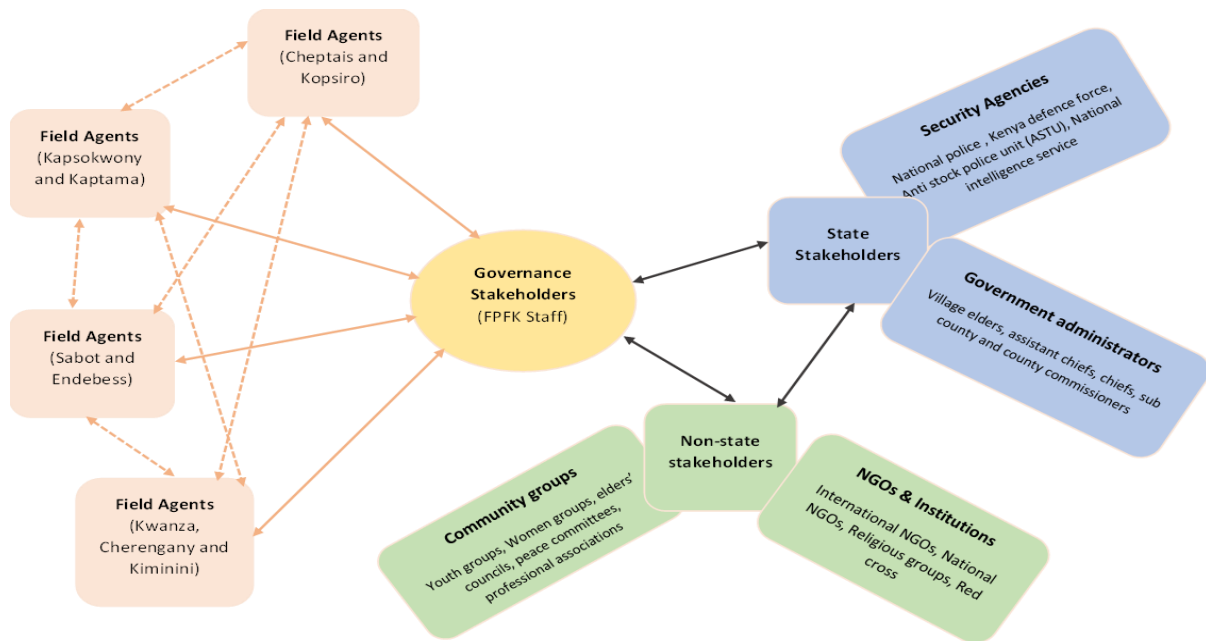 Field Agents
(Cheptais and
Kopsiro)
Field Agents
(Kapsokwony
and Kaptama)
Field Agents
(Sabot and
Endebess)
Field Agents
(Kwanza,
Cherengany and
Kiminini)
Governance
Stakeholders
(FPFK Staff)
Security Agencies
National police , Kenya defence force,
Anti stock police unit (ASTU), National
intelligence service
State
Stakeholders
Government administrators
Village elders, assistant chiefs, chiefs, sub
county and county commissioners
Non-state
stakeholders
Community groups
Youth groups, Women groups, elders’
councils, peace committees,
professional associations
NGOs & Institutions
International NGOs, National
NGOs, Religious groups, Red
cross